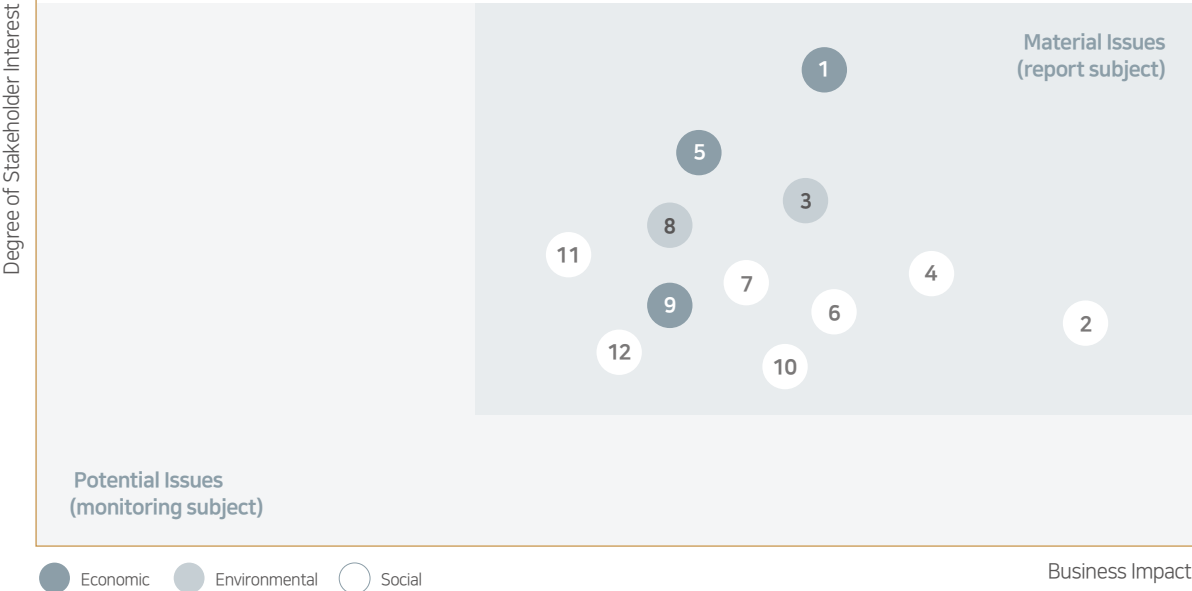 Degree of Stakeholder Interest
Material Issues
(report subject)
1
5
3
8
11
4
7
9
6
2
12
10
Potential Issues
(monitoring subject)
Economic
Environmental
Social
Business Impact